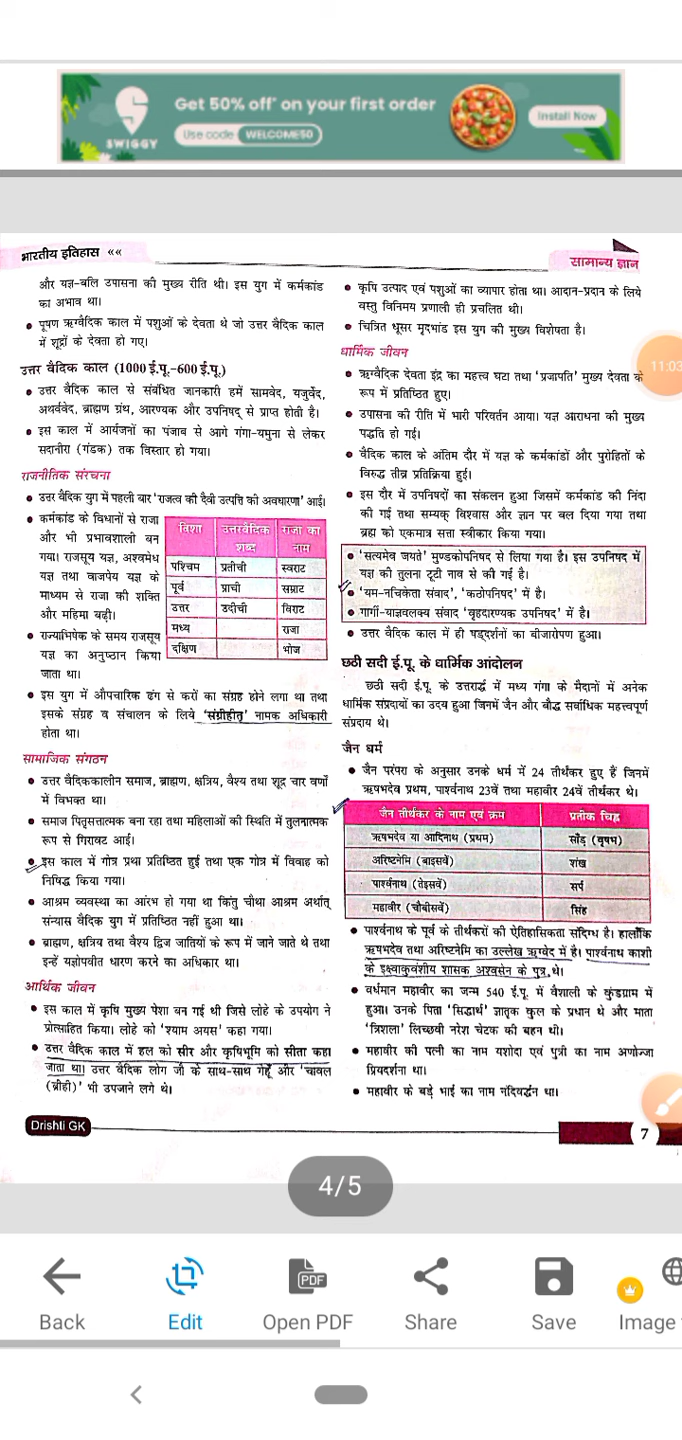 Get 50% off* on your first order
Use code WELCOME50
Install Now
SWIGGY
भारतीय इतिहास ‹‹
सामान्य ज्ञान
और यज्ञ-बलि उपासना की मुख्य रीति थी। इस युग में कर्मकांड
का अभाव था।
• पूषण ऋग्वैदिक काल में पशुओं के देवता थे जो उत्तर वैदिक काल
में शूद्रों के देवता हो गए।
उत्तर वैदिक काल (1000 ई.पू.-600 ई.पू.)
• उत्तर वैदिक काल से संबंधित जानकारी हमें सामवेद, यजुर्वेद,
अथर्ववेद, ब्राह्मण ग्रंथ, आरण्यक और उपनिषद् से प्राप्त होती है।
• इस काल में आर्यजनों का पंजाब से आगे गंगा-यमुना से लेकर
सदानीरा (गंडक) तक विस्तार हो गया।
राजनीतिक संरचना
• उत्तर वैदिक युग में पहली बार 'राजत्व की दैवी उत्पत्ति की अवधारणा' आई।
• कर्मकांड के विधानों से राजा
और भी प्रभावशाली बन
गया। राजसूय यज्ञ, अश्वमेध
यज्ञ तथा वाजपेय यज्ञ के
माध्यम से राजा की शक्ति
और महिमा बढ़ी।
• राज्याभिषेक के समय राजसूय
यज्ञ का अनुष्ठान किया
जाता था।
दिशा उत्तरवैदिक शब्द राजा का नाम
पश्चिम प्रतीची स्वराट
पूर्व प्राची सम्राट
उत्तर उदीची विराट
मध्य राजा
दक्षिण भोज
• इस युग में औपचारिक ढंग से करों का संग्रह होने लगा था तथा
इसके संग्रह व संचालन के लिये 'संग्रीहीतृ' नामक अधिकारी
होता था।
सामाजिक संगठन
• उत्तर वैदिककालीन समाज, ब्राह्मण, क्षत्रिय, वैश्य तथा शूद्र चार वर्णों
में विभक्त था।
• समाज पितृसत्तात्मक बना रहा तथा महिलाओं की स्थिति में तुलनात्मक
रूप से गिरावट आई।
• इस काल में गोत्र प्रथा प्रतिष्ठित हुई तथा एक गोत्र में विवाह को
निषिद्ध किया गया।
• आश्रम व्यवस्था का आरंभ हो गया था किंतु चौथा आश्रम अर्थात्
संन्यास वैदिक युग में प्रतिष्ठित नहीं हुआ था।
• ब्राह्मण, क्षत्रिय तथा वैश्य द्विज जातियों के रूप में जाने जाते थे तथा
इन्हें यज्ञोपवीत धारण करने का अधिकार था।
आर्थिक जीवन
• इस काल में कृषि मुख्य पेशा बन गई थी जिसे लोहे के उपयोग ने
प्रोत्साहित किया। लोहे को 'श्याम अयस' कहा गया।
• उत्तर वैदिक काल में हल को सीर और कृषिभूमि को सीता कहा
जाता था। उत्तर वैदिक लोग जौ के साथ-साथ गेहूँ और 'चावल
(ब्रीही)' भी उपजाने लगे थे।
• कृषि उत्पाद एवं पशुओं का व्यापार होता था। आदान-प्रदान के लिये
वस्तु विनिमय प्रणाली ही प्रचलित थी।
• चित्रित धूसर मृद्भांड इस युग की मुख्य विशेषता है।
धार्मिक जीवन
• ऋग्वैदिक देवता इंद्र का महत्त्व घटा तथा 'प्रजापति' मुख्य देवता के
रूप में प्रतिष्ठित हुए।
• उपासना की रीति में भारी परिवर्तन आया। यज्ञ आराधना की मुख्य
पद्धति हो गई।
• वैदिक काल के अंतिम दौर में यज्ञ के कर्मकांडों और पुरोहितों के
विरुद्ध तीव्र प्रतिक्रिया हुई।
• इस दौर में उपनिषदों का संकलन हुआ जिसमें कर्मकांड की निंदा
की गई तथा सम्यक् विश्वास और ज्ञान पर बल दिया गया तथा
ब्रह्म को एकमात्र सत्ता स्वीकार किया गया।
• 'सत्यमेव जयते' मुण्डकोपनिषद से लिया गया है। इस उपनिषद में
यज्ञ की तुलना टूटी नाव से की गई है।
• 'यम-नचिकेता संवाद', 'कठोपनिषद' में है।
• गार्गी-याज्ञवलक्य संवाद 'वृहदारण्यक उपनिषद' में है।
• उत्तर वैदिक काल में ही षड्दर्शनों का बीजारोपण हुआ।
छठी सदी ई.पू. के धार्मिक आंदोलन
छठी सदी ई.पू. के उत्तरार्द्ध में मध्य गंगा के मैदानों में अनेक
धार्मिक संप्रदायों का उदय हुआ जिनमें जैन और बौद्ध सर्वाधिक महत्त्वपूर्ण
संप्रदाय थे।
जैन धर्म
• जैन परंपरा के अनुसार उनके धर्म में 24 तीर्थंकर हुए हैं जिनमें
ऋषभदेव प्रथम, पार्श्वनाथ 23वें तथा महावीर 24वें तीर्थंकर थे।
जैन तीर्थंकर के नाम एवं क्रम प्रतीक चिह्न
ऋषभदेव या आदिनाथ (प्रथम) साँड़ (वृषभ)
अरिष्टनेमि (बाइसवें) शंख
पार्श्वनाथ (तेइसवें) सर्प
महावीर (चौबीसवें) सिंह
• पार्श्वनाथ के पूर्व के तीर्थंकरों की ऐतिहासिकता संदिग्ध है। हालाँकि
ऋषभदेव तथा अरिष्टनेमि का उल्लेख ऋग्वेद में है। पार्श्वनाथ काशी
के इक्ष्वाकुवंशीय शासक अश्वसेन के पुत्र थे।
• वर्धमान महावीर का जन्म 540 ई.पू. में वैशाली के कुंडग्राम में
हुआ। उनके पिता 'सिद्धार्थ' ज्ञातृक कुल के प्रधान थे और माता
'त्रिशला' लिच्छवी नरेश चेटक की बहन थी।
• महावीर की पत्नी का नाम यशोदा एवं पुत्री का नाम अणोज्जा
प्रियदर्शना था।
• महावीर के बड़े भाई का नाम नंदिवर्द्धन था।
11:03
Drishti GK
7
4/5
Back
Edit
PDF
Open PDF
Share
Save
Image